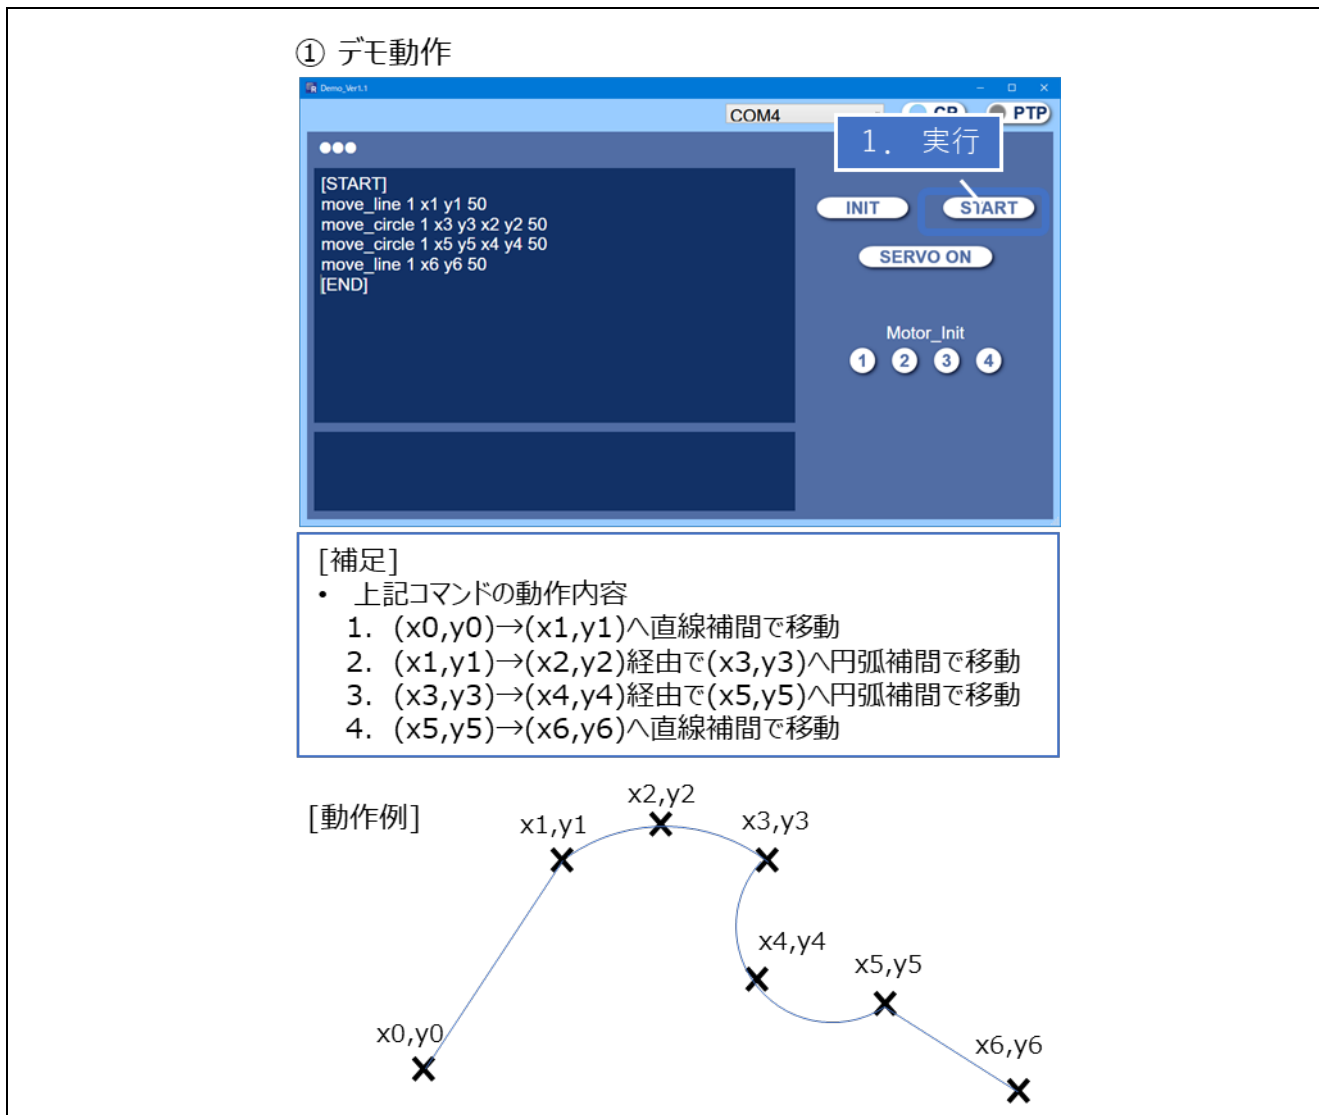 ① デモ動作
Demo_Ver1.1
COM4
CP
PTP
1. 実行
[START]
move_line 1 x1 y1 50
move_circle 1 x3 y3 x2 y2 50
move_circle 1 x5 y5 x4 y4 50
move_line 1 x6 y6 50
[END]
INIT
START
SERVO ON
Motor_Init
1 2 3 4
[補足]
• 上記コマンドの動作内容
1. (x0,y0)→(x1,y1)へ直線補間で移動
2. (x1,y1)→(x2,y2)経由で(x3,y3)へ円弧補間で移動
3. (x3,y3)→(x4,y4)経由で(x5,y5)へ円弧補間で移動
4. (x5,y5)→(x6,y6)へ直線補間で移動
[動作例]
x2,y2
x1,y1
x3,y3
x4,y4
x5,y5
x0,y0
x6,y6